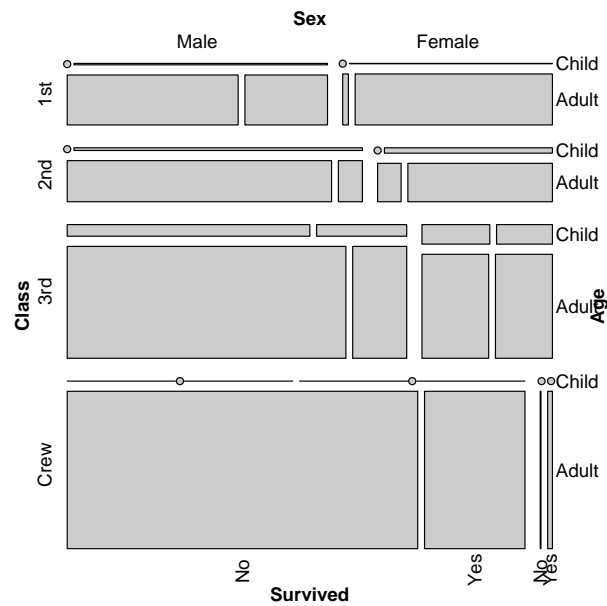 Sex
Male Female
1st
Child
Adult
2nd
Child
Adult
Class
3rd
Child
Adult
Age
Crew
Child
Adult
No Yes No Yes
Survived